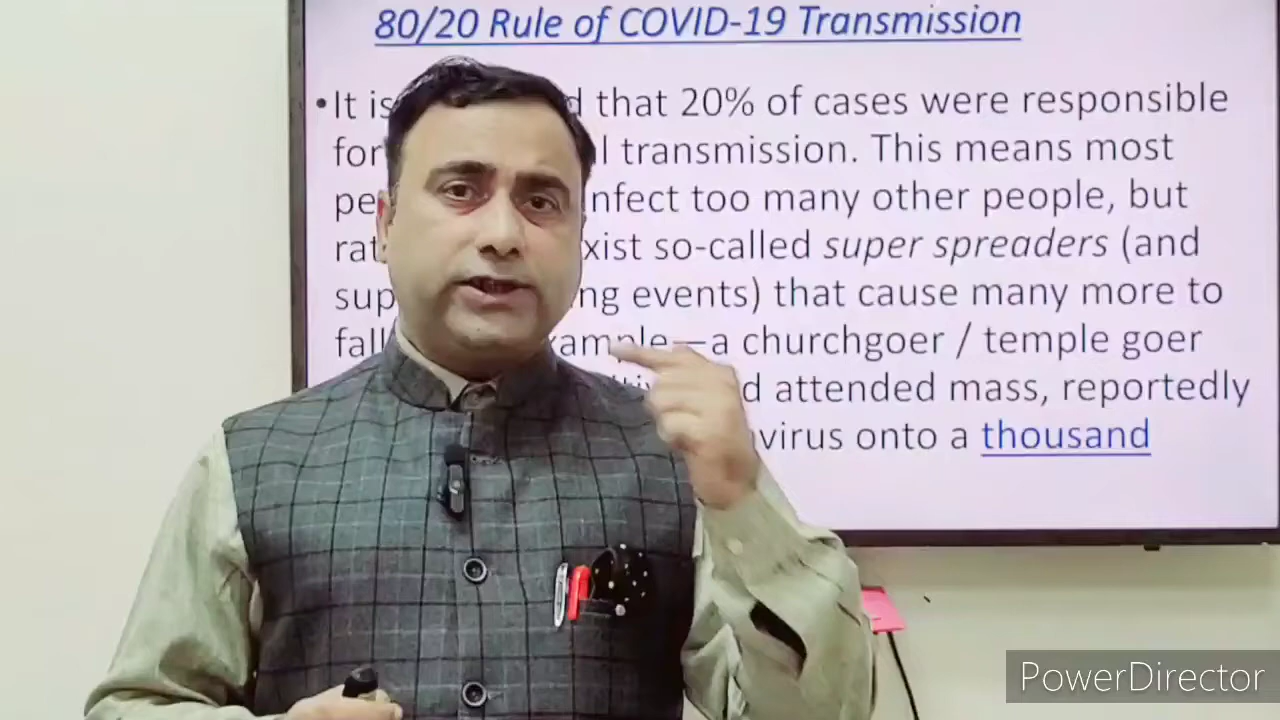 80/20 Rule of COVID-19 Transmission
•It is d that 20% of cases were responsible
for l transmission. This means most
pe nfect too many other people, but
rat xist so-called super spreaders (and
sup ng events) that cause many more to
fall xample—a churchgoer / temple goer
d attended mass, reportedly
virus onto a thousand
PowerDirector